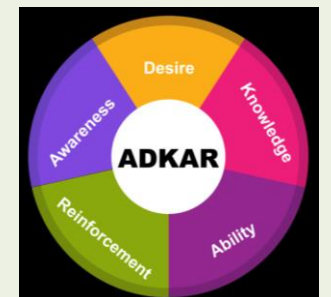 Desire
Knowledge
Awareness
ADKAR
Reinforcement
Ability